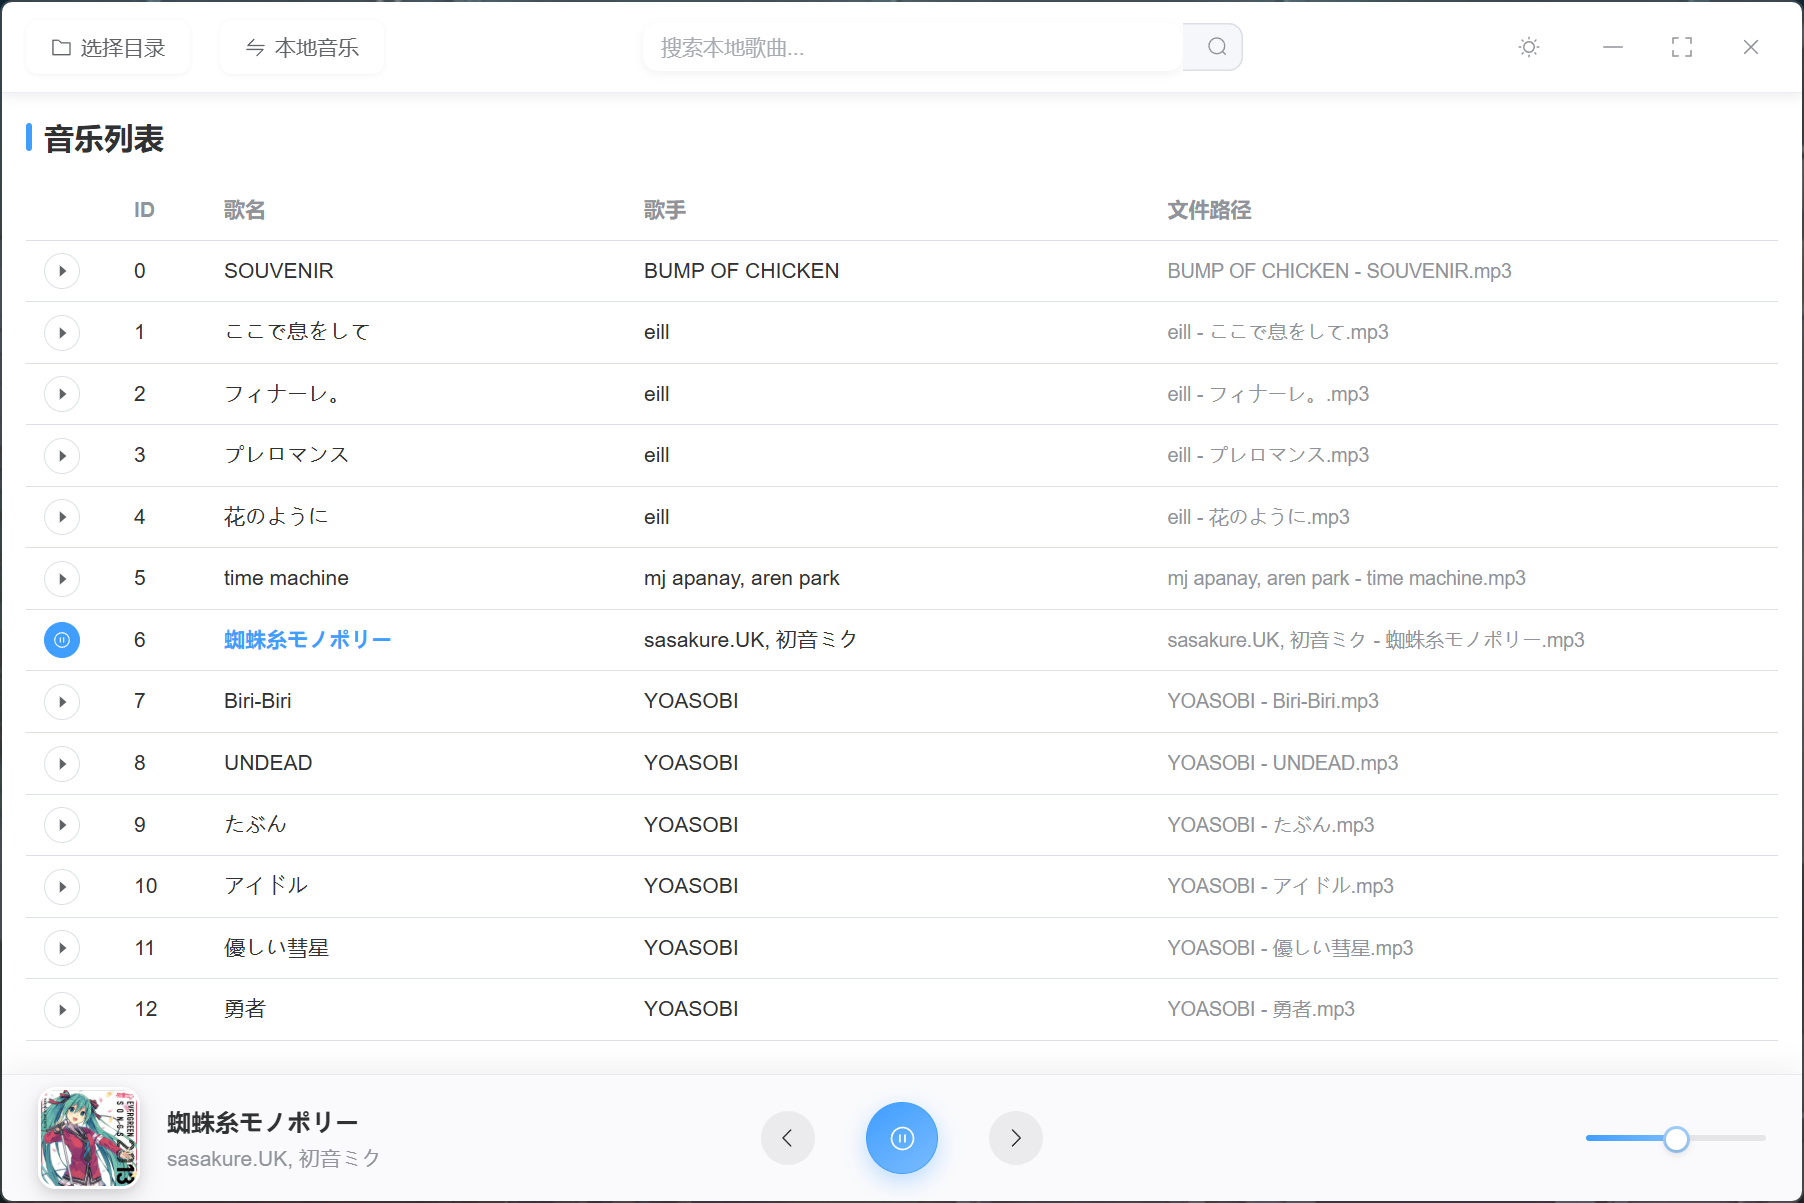 选择目录
本地音乐
搜索本地歌曲...
音乐列表
ID 歌名 歌手 文件路径
0 SOUVENIR BUMP OF CHICKEN BUMP OF CHICKEN - SOUVENIR.mp3
1 ここで息をして eill eill - ここで息をして.mp3
2 フィナーレ。 eill eill - フィナーレ。.mp3
3 プレロマンス eill eill - プレロマンス.mp3
4 花のように eill eill - 花のように.mp3
5 time machine mj apanay, aren park mj apanay, aren park - time machine.mp3
6 蜘蛛糸モノポリー sasakure.UK, 初音ミク sasakure.UK, 初音ミク - 蜘蛛糸モノポリー.mp3
7 Biri-Biri YOASOBI YOASOBI - Biri-Biri.mp3
8 UNDEAD YOASOBI YOASOBI - UNDEAD.mp3
9 たぶん YOASOBI YOASOBI - たぶん.mp3
10 アイドル YOASOBI YOASOBI - アイドル.mp3
11 優しい彗星 YOASOBI YOASOBI - 優しい彗星.mp3
12 勇者 YOASOBI YOASOBI - 勇者.mp3
EVERGREEN
SONGS
2013
蜘蛛糸モノポリー
sasakure.UK, 初音ミク